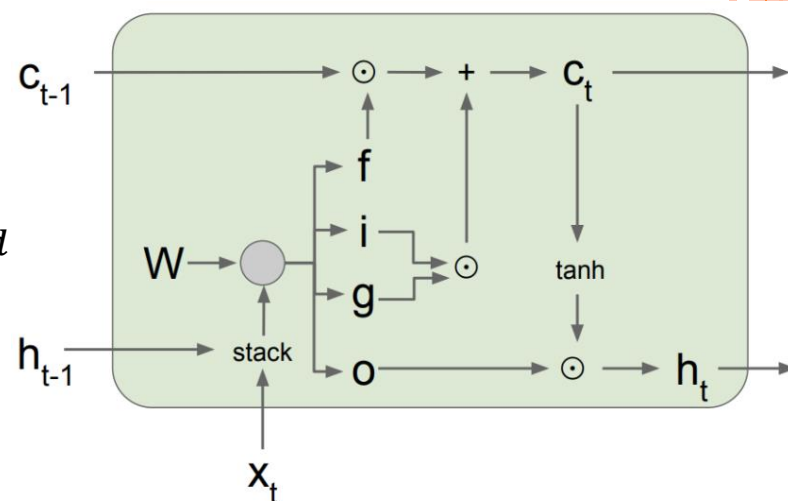 c_{t-1} ⊙ + c_t
f
i
d
W ⊙ tanh
g
h_{t-1} stack
o ⊙ h_t
x_t